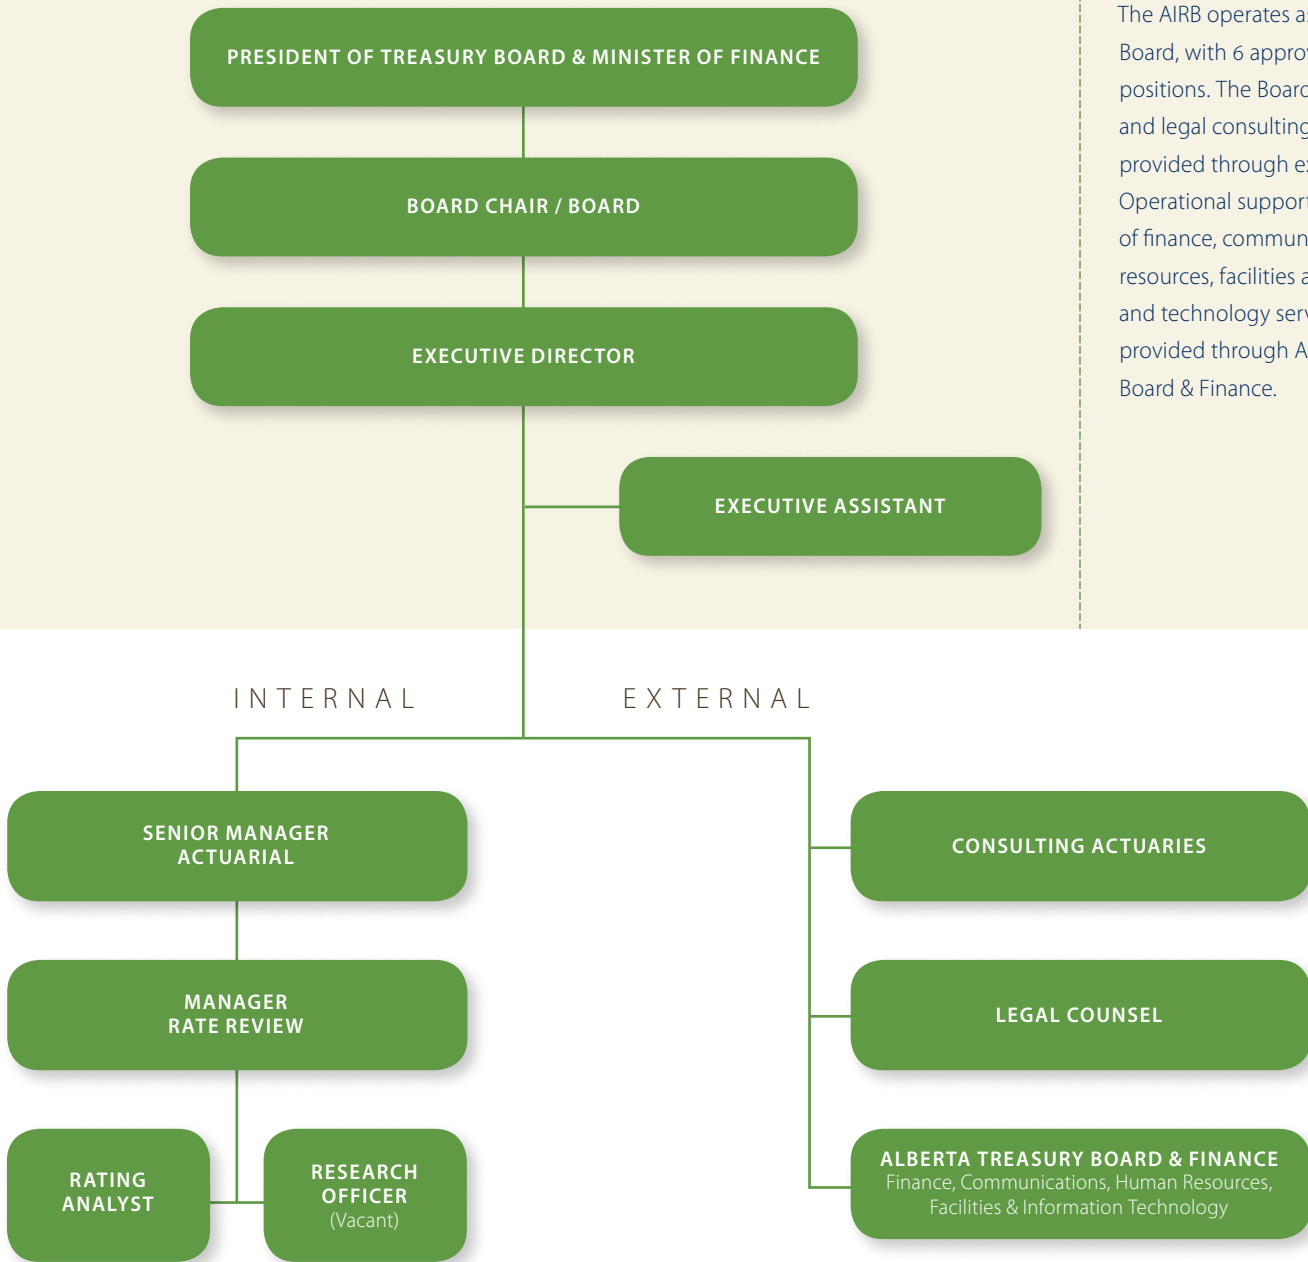 PRESIDENT OF TREASURY BOARD & MINISTER OF FINANCE
BOARD CHAIR / BOARD
EXECUTIVE DIRECTOR
EXECUTIVE ASSISTANT
The AIRB operates
Board, with 6
positions. The
and legal consulting
provided through
Operational support
of finance,
resources, facilities
and technology
provided through
Board & Finance.
INTERNAL
EXTERNAL
SENIOR MANAGER
ACTUARIAL
MANAGER
RATE REVIEW
RATING
ANALYST
RESEARCH
OFFICER
(Vacant)
CONSULTING ACTUARIES
LEGAL COUNSEL
ALBERTA TREASURY BOARD & FINANCE
Finance, Communications, Human Resources,
Facilities & Information Technology